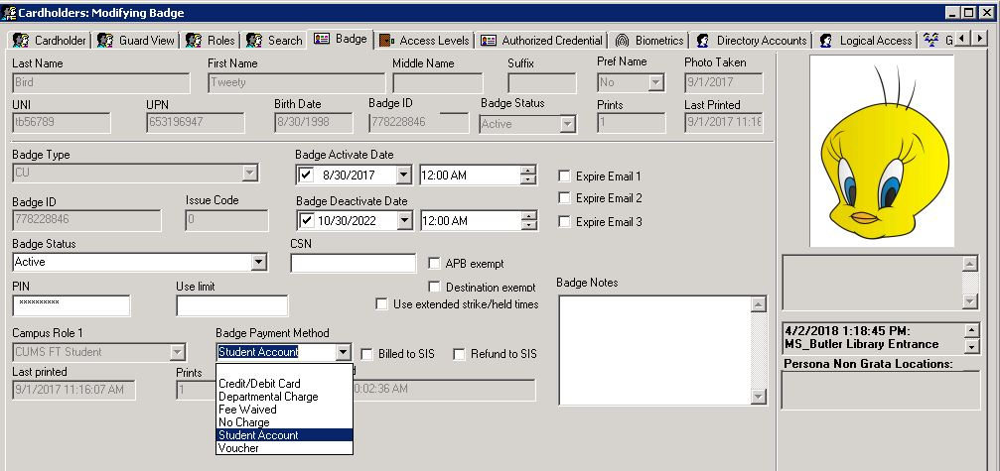 Cardholders: Modifying Badge
Cardholder Guard View Roles Search Badge Access Levels Authorized Credential Biometrics Directory Accounts Logical Access G
Last Name First Name Middle Name Suffix Pref Name Photo Taken
Bird Tweety No 9/1/2017
UNI UPN Birth Date Badge ID Badge Status Prints Last Printed
tb56789 653196947 8/30/1998 778228846 Active 1 9/1/2017 11:16
Badge Type Badge Activate Date
CU 8/30/2017 12:00 AM Expire Email 1
Badge ID Issue Code Badge Deactivate Date Expire Email 2
778228846 0 10/30/2022 12:00 AM Expire Email 3
Badge Status CSN
Active APB exempt
PIN Use limit Destination exempt Badge Notes
********** Use extended strike/held times
Campus Role 1 Badge Payment Method
CUMS FT Student Student Account Billed to SIS Refund to SIS
Last printed Prints
9/1/2017 11:16:07 AM 1 0:02:36 AM
Credit/Debit Card
Departmental Charge
Fee Waived
No Charge
Student Account
Voucher
4/2/2018 1:18:45 PM:
MS_Butler Library Entrance
Persona Non Grata Locations: